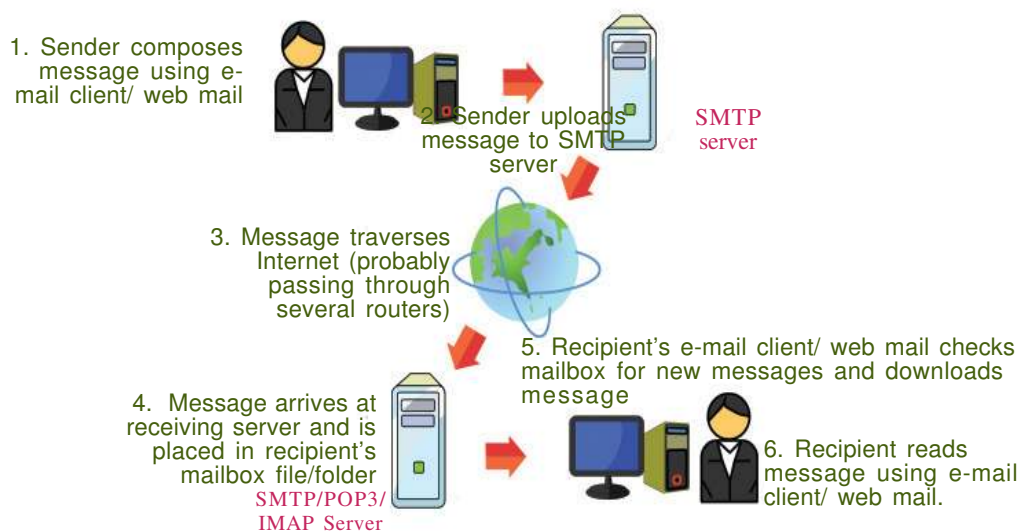 1. Sender composes
message using e-
mail client/ web mail
2. Sender uploads
message to SMTP
server
SMTP
server
3. Message traverses
Internet (probably
passing through
several routers)
4. Message arrives at
receiving server and is
placed in recipient's
mailbox file/folder
SMTP/POP3/
IMAP Server
5. Recipient's e-mail client/ web mail checks
mailbox for new messages and downloads
message
6. Recipient reads
message using e-mail
client/ web mail.